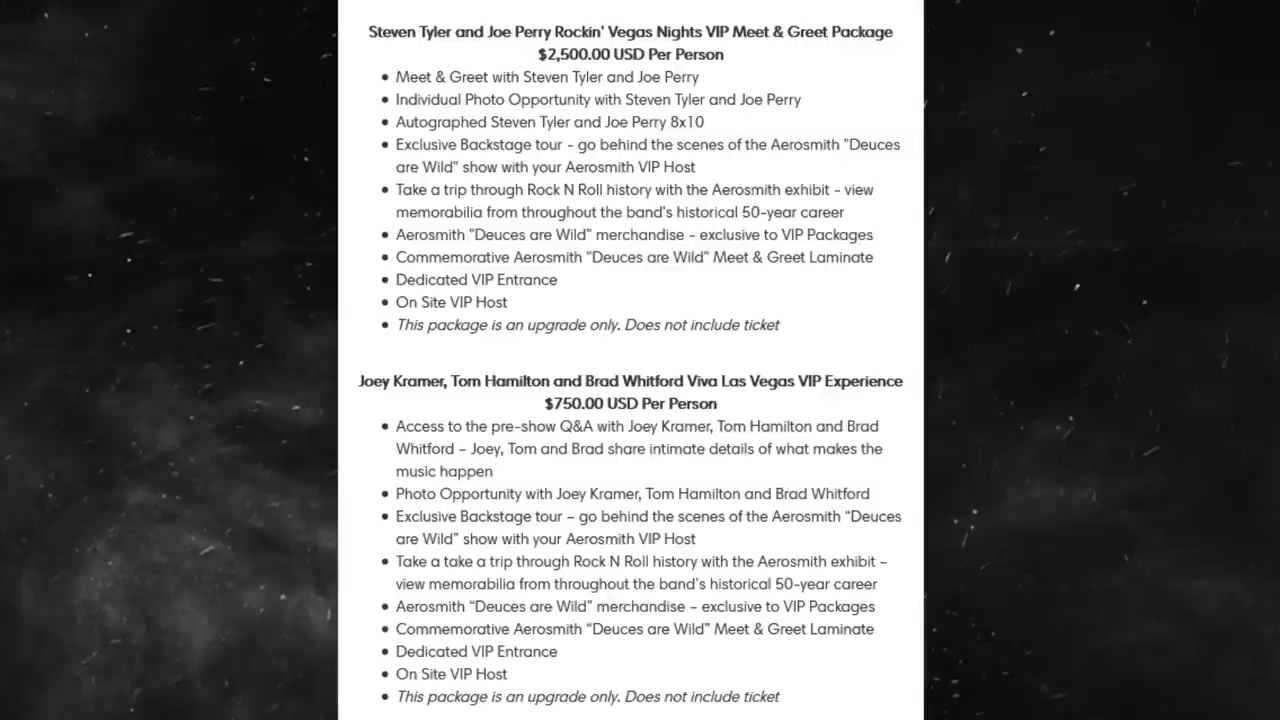 Steven Tyler and Joe Perry Rockin' Vegas Nights VIP Meet & Greet Package
$2,500.00 USD Per Person
• Meet & Greet with Steven Tyler and Joe Perry
• Individual Photo Opportunity with Steven Tyler and Joe Perry
• Autographed Steven Tyler and Joe Perry 8x10
• Exclusive Backstage tour - go behind the scenes of the Aerosmith "Deuces
are Wild" show with your Aerosmith VIP Host
• Take a trip through Rock N Roll history with the Aerosmith exhibit - view
memorabilia from throughout the band's historical 50-year career
• Aerosmith "Deuces are Wild" merchandise - exclusive to VIP Packages
• Commemorative Aerosmith "Deuces are Wild" Meet & Greet Laminate
• Dedicated VIP Entrance
• On Site VIP Host
• This package is an upgrade only. Does not include ticket
Joey Kramer, Tom Hamilton and Brad Whitford Viva Las Vegas VIP Experience
$750.00 USD Per Person
• Access to the pre-show Q&A with Joey Kramer, Tom Hamilton and Brad
Whitford – Joey, Tom and Brad share intimate details of what makes the
music happen
• Photo Opportunity with Joey Kramer, Tom Hamilton and Brad Whitford
• Exclusive Backstage tour – go behind the scenes of the Aerosmith “Deuces
are Wild” show with your Aerosmith VIP Host
• Take a take a trip through Rock N Roll history with the Aerosmith exhibit –
view memorabilia from throughout the band's historical 50-year career
• Aerosmith “Deuces are Wild” merchandise – exclusive to VIP Packages
• Commemorative Aerosmith “Deuces are Wild” Meet & Greet Laminate
• Dedicated VIP Entrance
• On Site VIP Host
• This package is an upgrade only. Does not include ticket